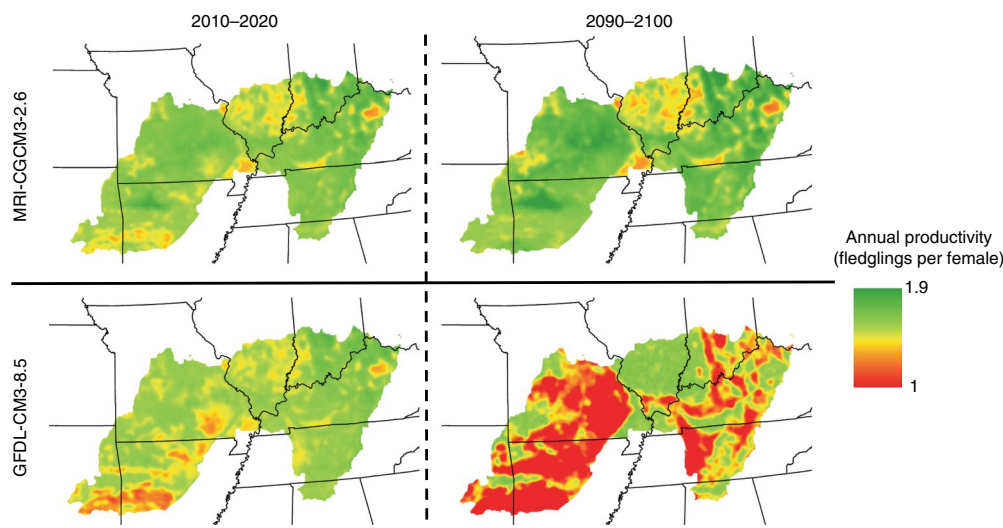 2010–2020
2090–2100
MRI-CGCM3-2.6
GFDL-CM3-8.5
Annual productivity
(fledglings per female)
1.9
1